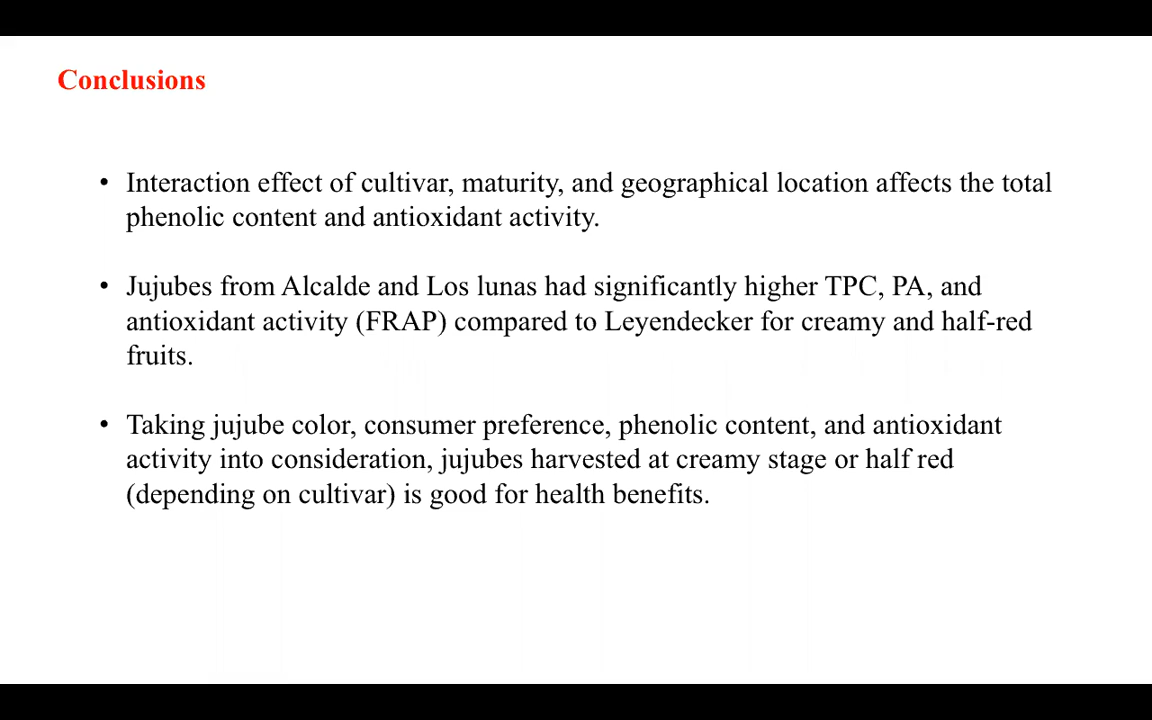 Conclusions
• Interaction effect of cultivar, maturity, and geographical location affects the total
phenolic content and antioxidant activity.
• Jujubes from Alcalde and Los lunas had significantly higher TPC, PA, and
antioxidant activity (FRAP) compared to Leyendecker for creamy and half-red
fruits.
• Taking jujube color, consumer preference, phenolic content, and antioxidant
activity into consideration, jujubes harvested at creamy stage or half red
(depending on cultivar) is good for health benefits.